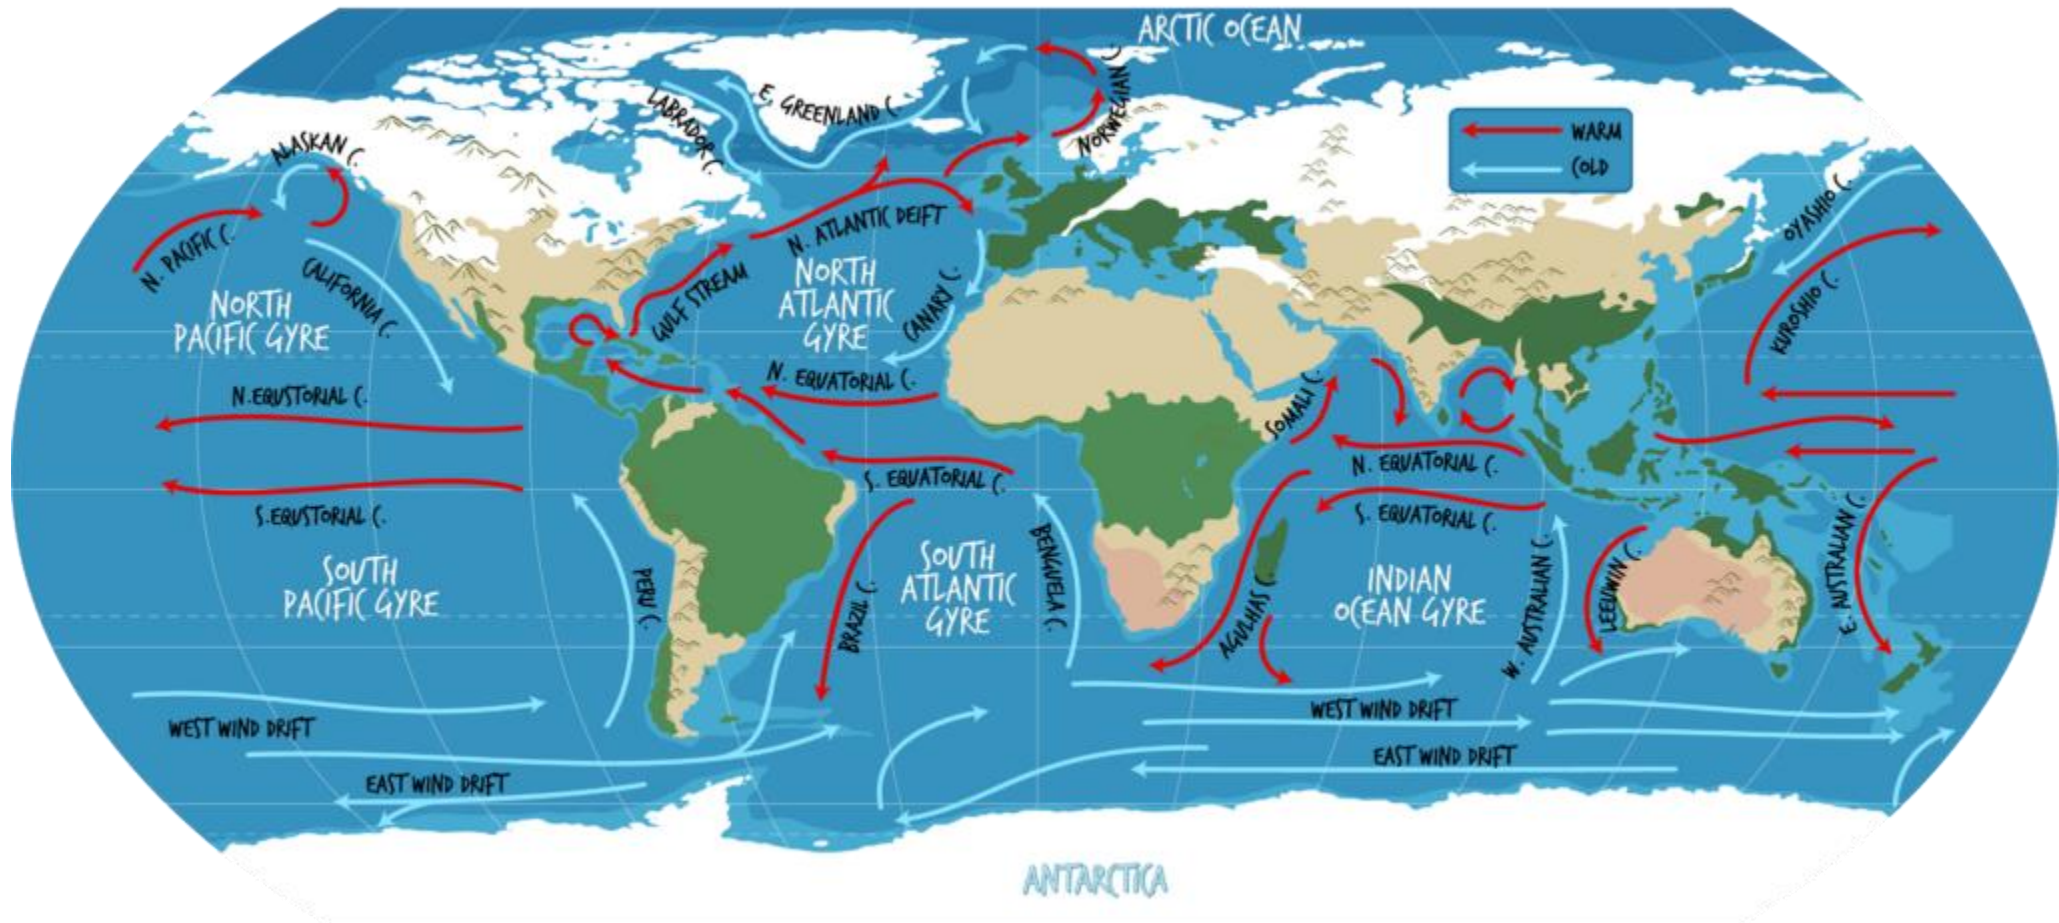 ARCTIC OCEAN
E. GREENLAND C.
LABRADOR C.
NORWEGIAN C.
ALASKAN C.
WARM
COLD
N. PACIFIC C.
CALIFORNIA C.
N. ATLANTIC DEIFT
GULF STREAM
CANARY C.
OYASHIO C.
KUROSHIO C.
NORTH
PACIFIC GYRE
NORTH
ATLANTIC
GYRE
N.EQUSTORIAL C.
N. EQUATORIAL C.
SOMALI C.
N. EQUATORIAL C.
S.EQUSTORIAL C.
S. EQUATORIAL C.
S. EQUATORIAL C.
SOUTH
PACIFIC GYRE
PERU C.
BRAZIL C.
SOUTH
ATLANTIC
GYRE
BENGUELA C.
AGULHAS C.
INDIAN
OCEAN GYRE
W. AUSTRALIAN C.
LEEUWIN C.
E. AUSTRALIAN C.
WEST WIND DRIFT
WEST WIND DRIFT
EAST WIND DRIFT
EAST WIND DRIFT
ANTARCTICA